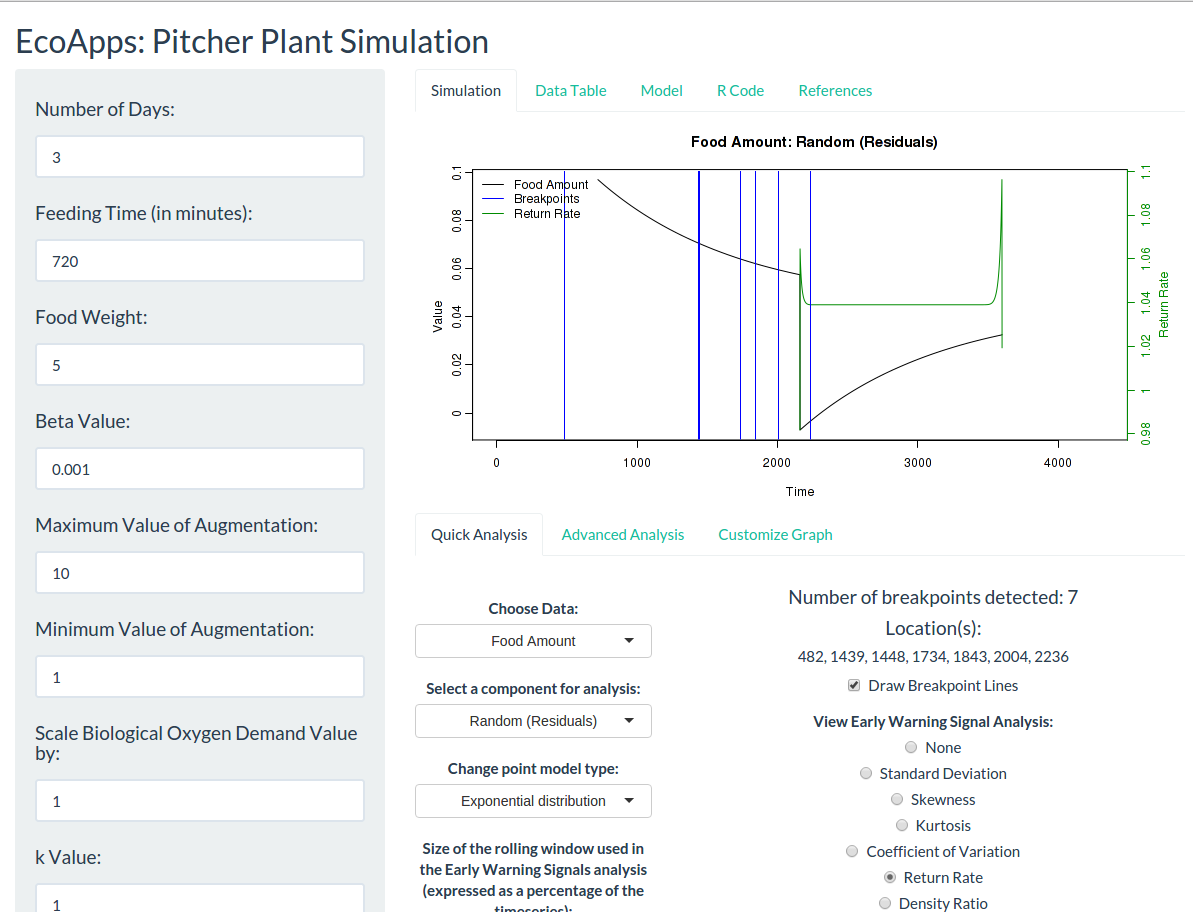 EcoApps: Pitcher Plant Simulation
Number of Days:
3
Feeding Time (in minutes):
720
Food Weight:
5
Beta Value:
0.001
Maximum Value of Augmentation:
10
Minimum Value of Augmentation:
1
Scale Biological Oxygen Demand Value
by:
1
k Value:
1
Simulation Data Table Model R Code References
Food Amount: Random (Residuals)
Food Amount
Breakpoints
Return Rate
Value
0.1
0.08
0.06
0.04
0.02
0
1.1
1.08
1.06
1.04
1.02
1
0.98
Return Rate
0 1000 2000 3000 4000
Time
Quick Analysis Advanced Analysis Customize Graph
Choose Data:
Food Amount
Select a component for analysis:
Random (Residuals)
Change point model type:
Exponential distribution
Size of the rolling window used in
the Early Warning Signals analysis
(expressed as a percentage of the
timeseries):
Number of breakpoints detected: 7
Location(s):
482, 1439, 1448, 1734, 1843, 2004, 2236
Draw Breakpoint Lines
View Early Warning Signal Analysis:
None
Standard Deviation
Skewness
Kurtosis
Coefficient of Variation
Return Rate
Density Ratio